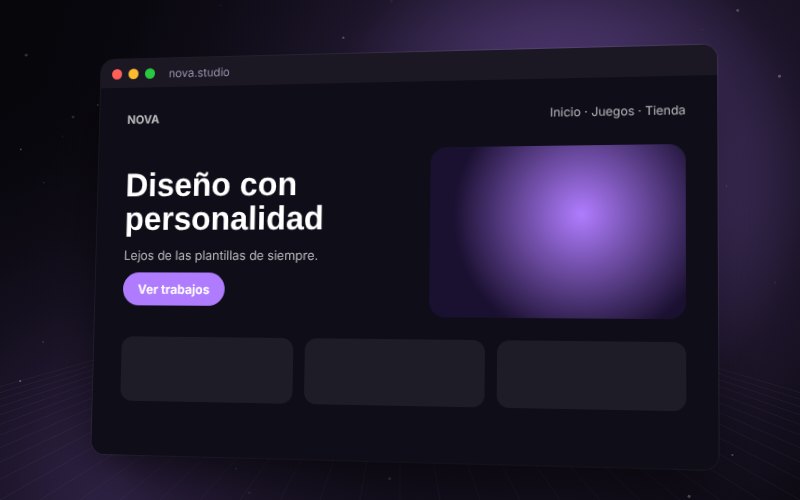 nova.studio
NOVA
Inicio · Juegos · Tienda
Diseño con
personalidad
Lejos de las plantillas de siempre.
Ver trabajos